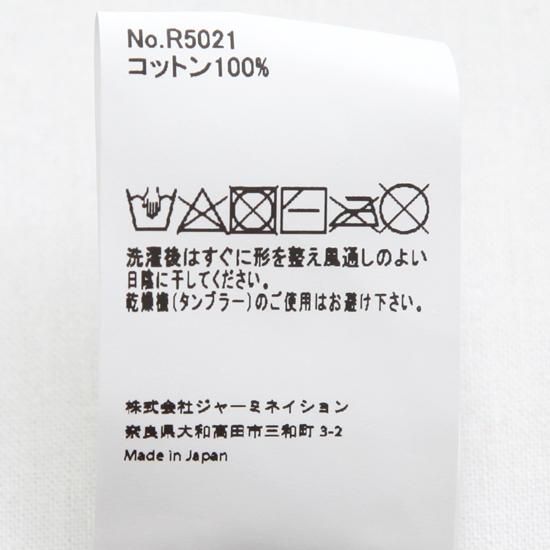 No.R5021
コットン100%
洗濯後はすぐに形を整え風通しのよい
日陰に干してください。
乾燥機(タンブラー)のご使用はお避け下さい。
株式会社ジャーミネイション
奈良県大和高田市三和町 3-2
Made in Japan